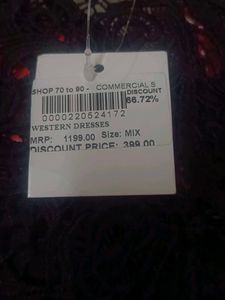 SHOP 70 to 90 - COMMERCIAL S
DISCOUNT
66.72%
0000220524172
WESTERN DRESSES
MRP: 1199.00 Size: MIX
DISCOUNT PRICE: 399.00